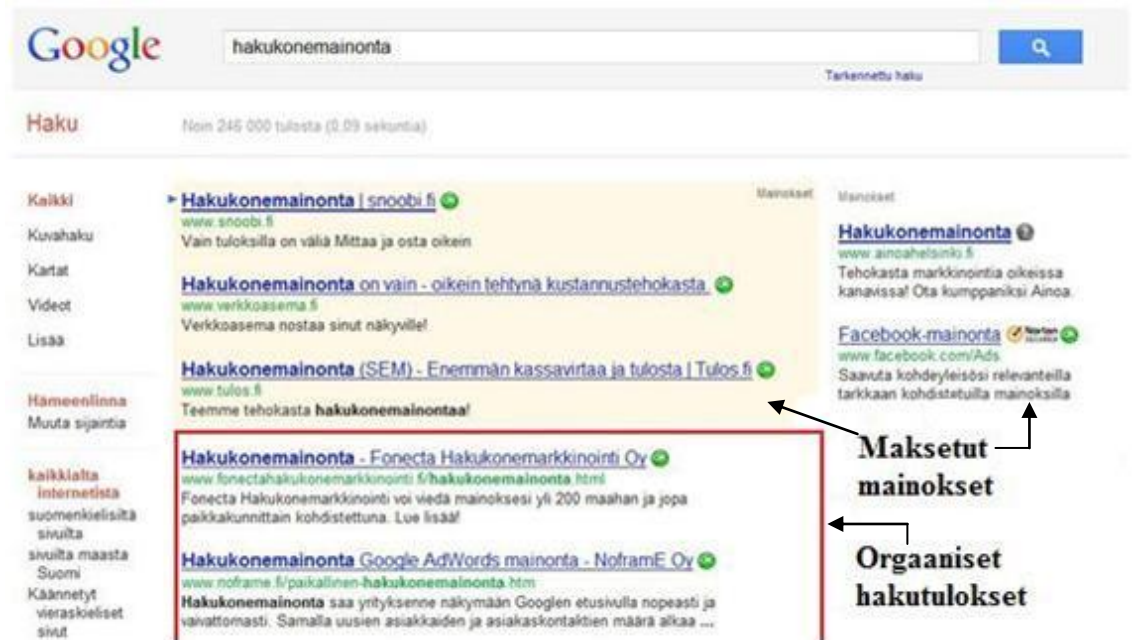 Google
hakukonemainonta
Tarkennettu haku
Haku
Noin 246 000 tulosta (0,09 sekuntia)
Kaikki
Kuvahaku
Kartat
Videot
Lisää
Hämeenlinna
Muuta sijaintia
kaikkialta
internetistä
suomenkielisiltä
sivuilta
sivuilta maasta
Suomi
Käännetyt
vieraskieliset
sivut
Mainokset
Hakukonemainonta | snoobi.fi
www.snoobi.fi
Vain tuloksilla on väliä Mittaa ja osta oikein
Hakukonemainonta on vain - oikein tehtynä kustannustehokasta.
www.verkkoasema.fi
Verkkoasema nostaa sinut näkyville!
Hakukonemainonta (SEM) - Enemmän kassavirtaa ja tulosta | Tulos.fi
www.tulos.fi
Teemme tehokasta hakukonemainontaa!
Hakukonemainonta - Fonecta Hakukonemarkkinointi Oy
www.fonectahakukonemarkkinointi.fi/hakukonemainonta.html
Fonecta Hakukonemarkkinointi voi viedä mainoksesi yli 200 maahan ja jopa
paikkakunnittain kohdistettuna. Lue lisää!
Hakukonemainonta Google AdWords mainonta - NoframE Oy
www.noframe.fi/paikallinen-hakukonemainonta.htm
Hakukonemainonta saa yrityksenne näkymään Googlen etusivulla nopeasti ja
vaivattomasti. Samalla uusien asiakkaiden ja asiakaskontaktien määrä alkaa ...
Mainokset
Hakukonemainonta
www.ainoahelsinki.fi
Tehokasta markkinointia oikeissa
kanavissa! Ota kumppaniksi Ainoa.
Facebook-mainonta
Norton
www.facebook.com/Ads
Saavuta kohdeyleisösi relevanteilla
tarkkaan kohdistetuilla mainoksilla
Maksetut
mainokset
Orgaaniset
hakutulokset